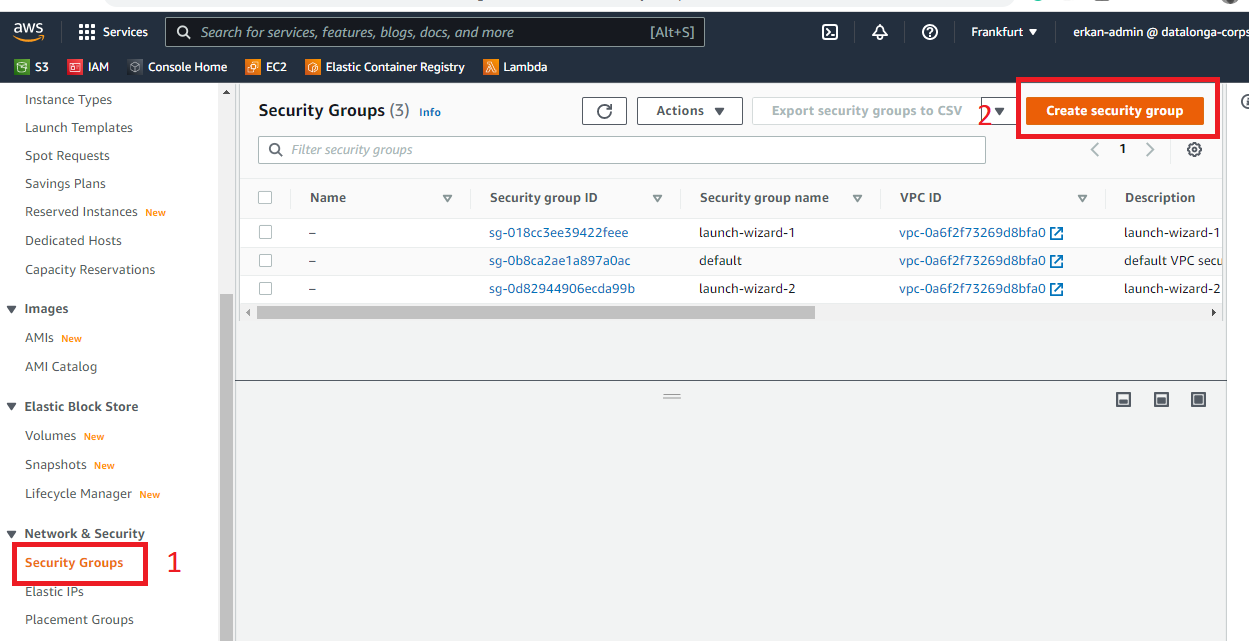 aws
Services
Search for services, features, blogs, docs, and more
[Alt+S]
Frankfurt
erkan-admin @ datalonga-corps
S3
IAM
Console Home
EC2
Elastic Container Registry
Lambda
Instance Types
Launch Templates
Spot Requests
Savings Plans
Reserved Instances New
Dedicated Hosts
Capacity Reservations
Images
AMIs New
AMI Catalog
Elastic Block Store
Volumes New
Snapshots New
Lifecycle Manager New
Network & Security
Security Groups
1
Elastic IPs
Placement Groups
Security Groups (3) Info
Actions
Export security groups to CSV
2
Create security group
Filter security groups
1
Name Security group ID Security group name VPC ID Description
– sg-018cc3ee39422feee launch-wizard-1 vpc-0a6f2f73269d8bfa0 launch-wizard-1
– sg-0b8ca2ae1a897a0ac default vpc-0a6f2f73269d8bfa0 default VPC secu
– sg-0d82944906ecda99b launch-wizard-2 vpc-0a6f2f73269d8bfa0 launch-wizard-2